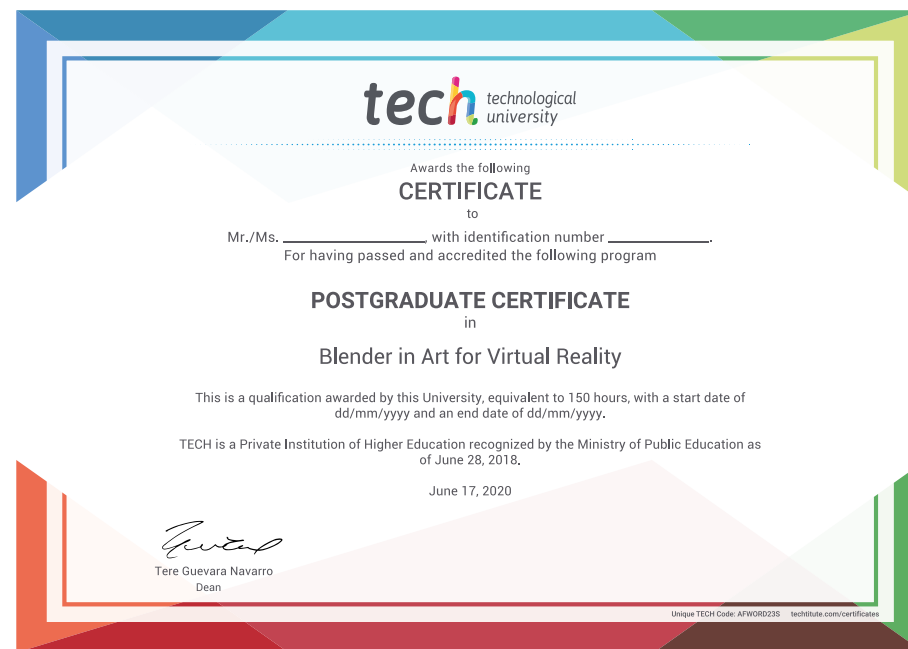 tech technological
university
Awards the following
CERTIFICATE
to
Mr./Ms. ____________________, with identification number ______________.
For having passed and accredited the following program
POSTGRADUATE CERTIFICATE
in
Blender in Art for Virtual Reality
This is a qualification awarded by this University, equivalent to 150 hours, with a start date of
dd/mm/yyyy and an end date of dd/mm/yyyy.
TECH is a Private Institution of Higher Education recognized by the Ministry of Public Education as
of June 28, 2018.
June 17, 2020
Tere Guevara Navarro
Dean
Unique TECH Code: AFWORD23S techtitute.com/certificates